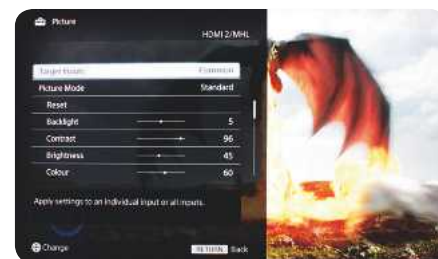 Picture
HDMI 2/MHL
Target Inputs Common
Picture Mode Standard
Reset
Backlight 5
Contrast 96
Brightness 45
Colour 60
Apply settings to an individual input or all inputs.
Change RETURN Back